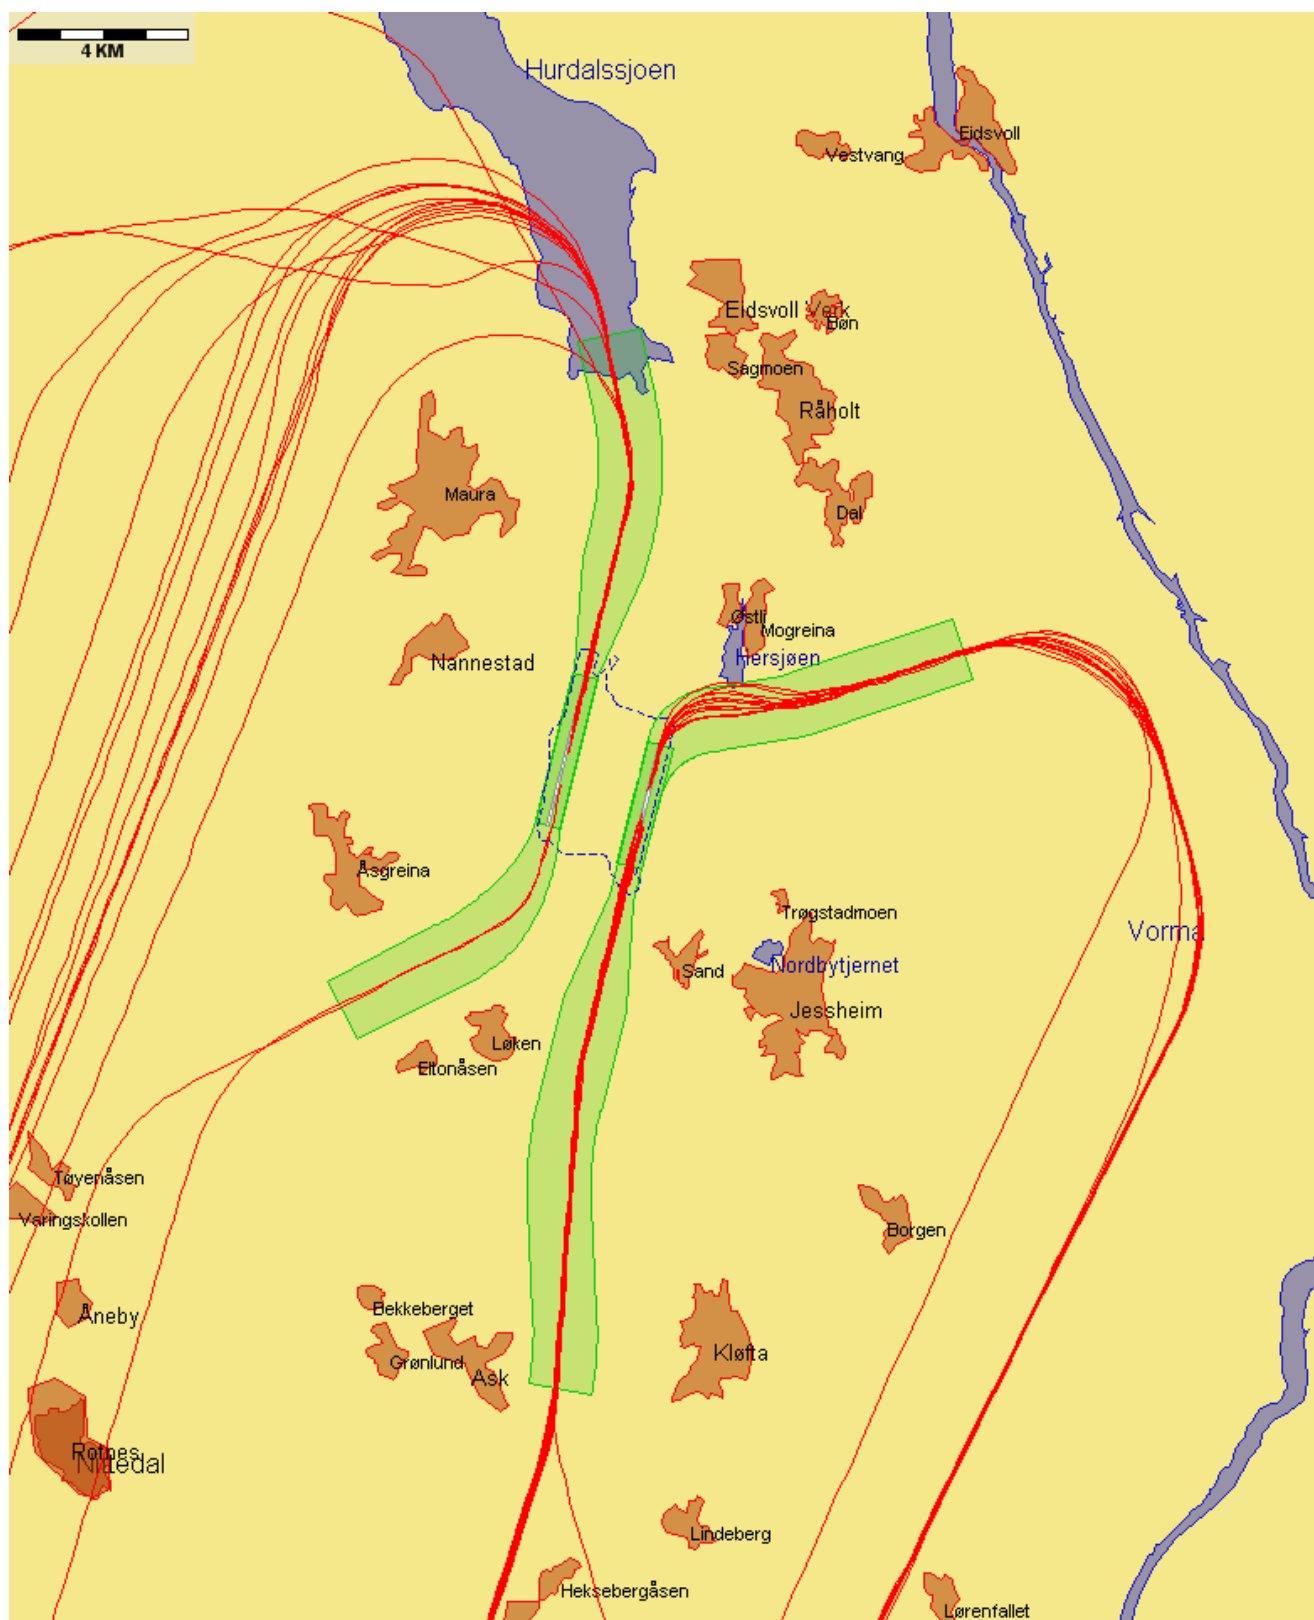 4 KM
Hurdalssjoen
Eidsvoll
Vestvang
Eidsvoll Verk
Bøn
Sagmoen
Råholt
Maura
Dal
Østli
Mogreina
Nannestad
Hersjøen
Åsgreina
Trøgstadmoen
Vorma
Sand
Nordbytjernet
Jessheim
Løken
Eltonåsen
Tøyenåsen
Varingskollen
Borgen
Åneby
Bekkeberget
Grønlund
Ask
Kløfta
Rotnes
Nittedal
Lindeberg
Heksebergåsen
Lørenfallet